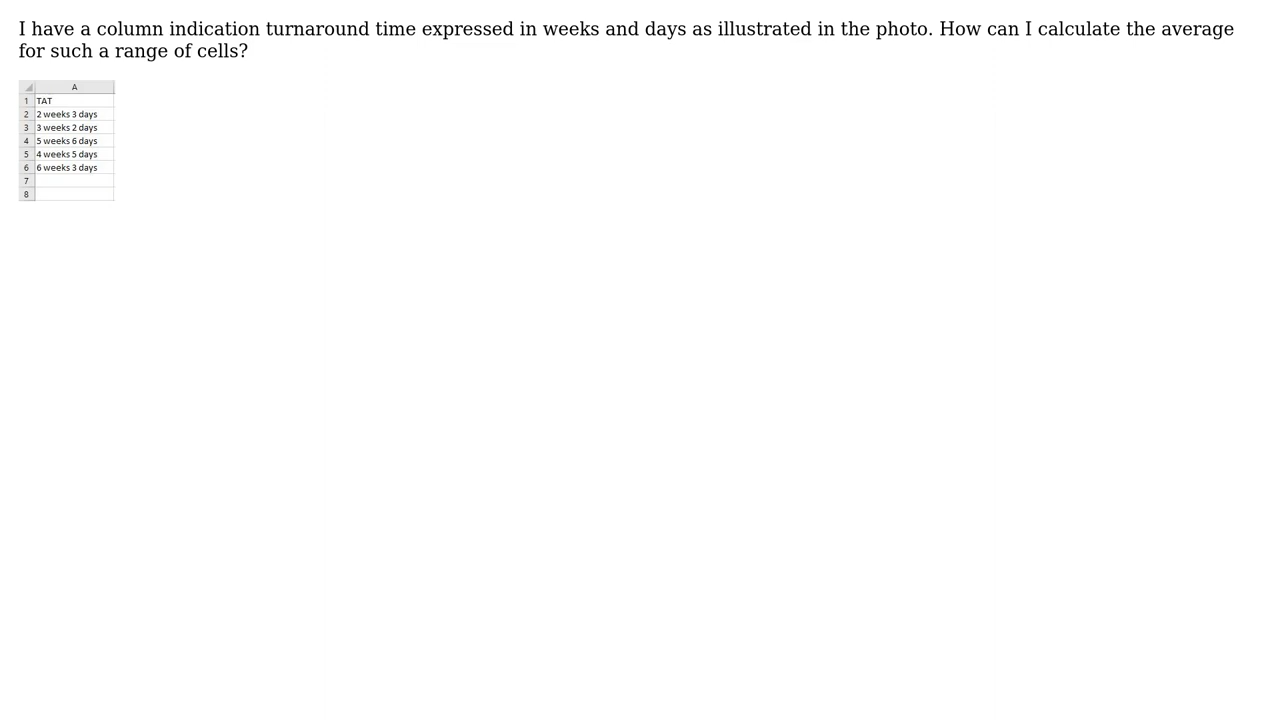 I have a column indication turnaround time expressed in weeks and days as illustrated in the photo. How can I calculate the average
for such a range of cells?
A
1 TAT
2 2 weeks 3 days
3 3 weeks 2 days
4 5 weeks 6 days
5 4 weeks 5 days
6 6 weeks 3 days
7
8